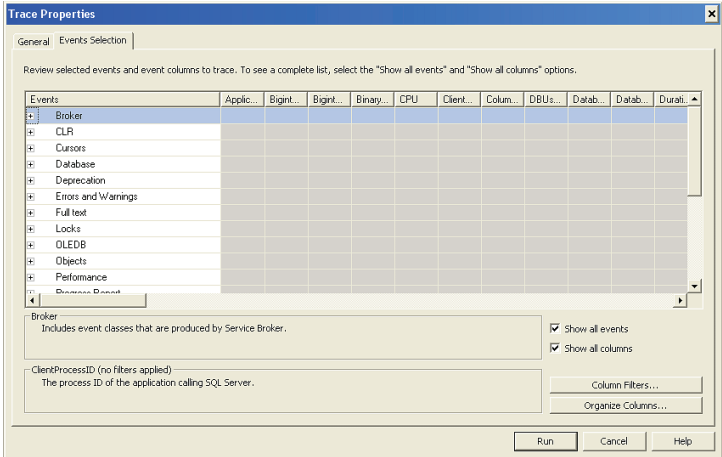 Trace Properties
General
Events Selection
Review selected events and event columns to trace. To see a complete list, select the "Show all events" and "Show all columns" options.
Events Applic... Bigint... Bigint... Binary... CPU Client... Colum... DBUs... Datab... Datab... Durati..
Broker
CLR
Cursors
Database
Deprecation
Errors and Warnings
Full text
Locks
OLEDB
Objects
Performance
Progress Report
Broker
Includes event classes that are produced by Service Broker.
Show all events
Show all columns
ClientProcessID (no filters applied)
The process ID of the application calling SQL Server.
Column Filters...
Organize Columns...
Run Cancel Help